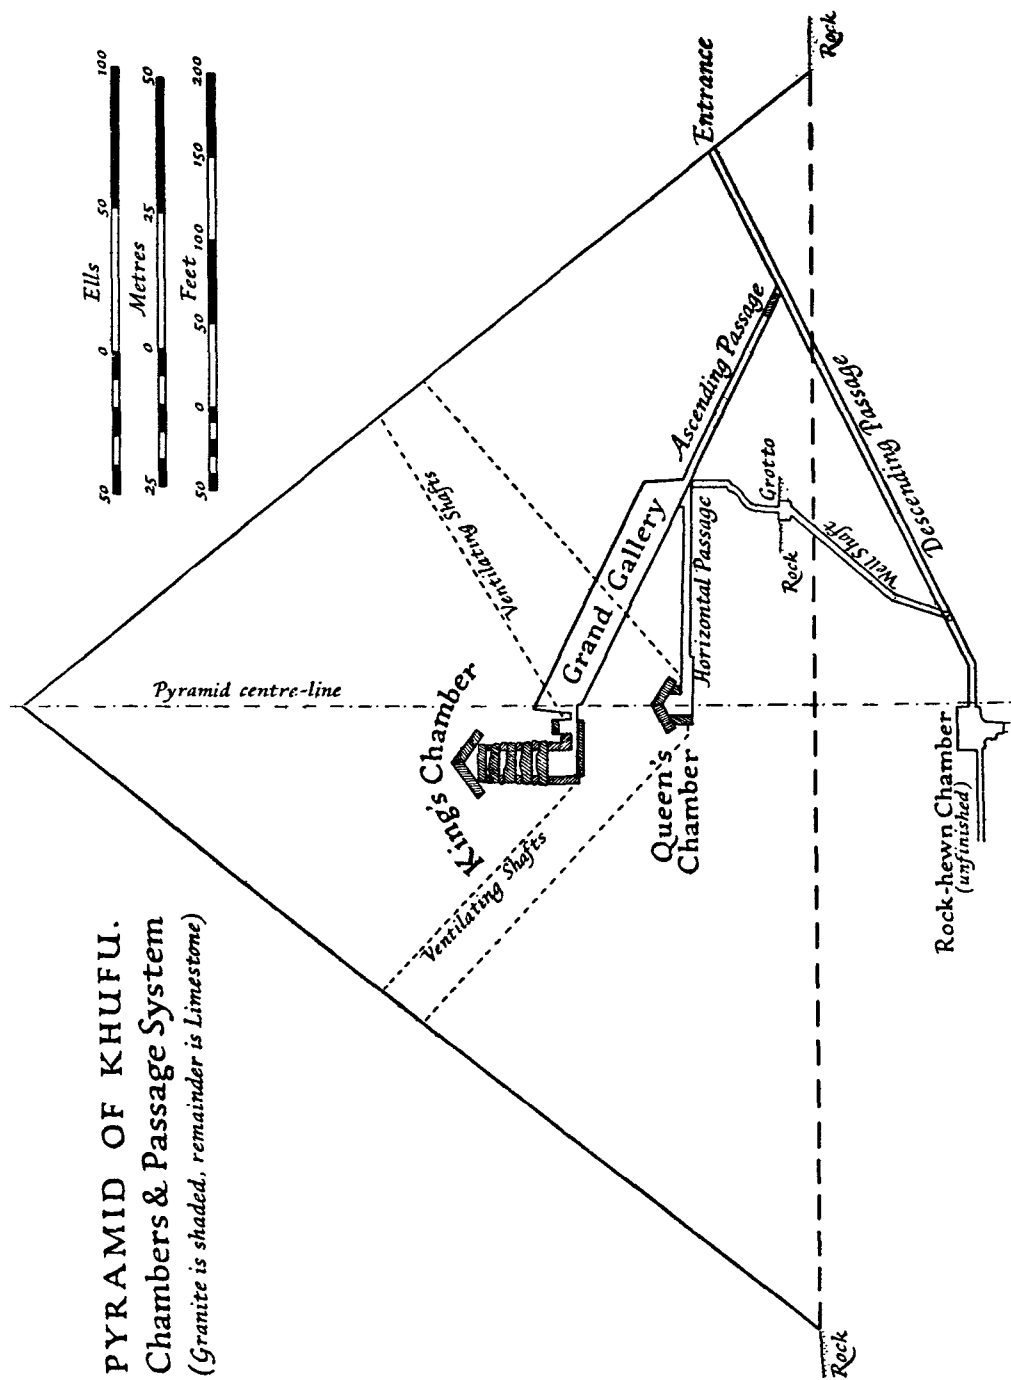 PYRAMID OF KHUFU.
Chambers & Passage System
(Granite is shaded, remainder is Limestone)
50 0 50 100
Ells
25 0 25 50
Metres
50 0 50 100 150 200
Feet
Pyramid centre-line
Ventilating Shafts
Ventilating Shafts
King's Chamber
Grand Gallery
Queen's
Chamber
Horizontal Passage
Ascending Passage
Entrance
Rock
Grotto
Rock
Well Shaft
Descending Passage
Rock
Rock-hewn Chamber
(unfinished)